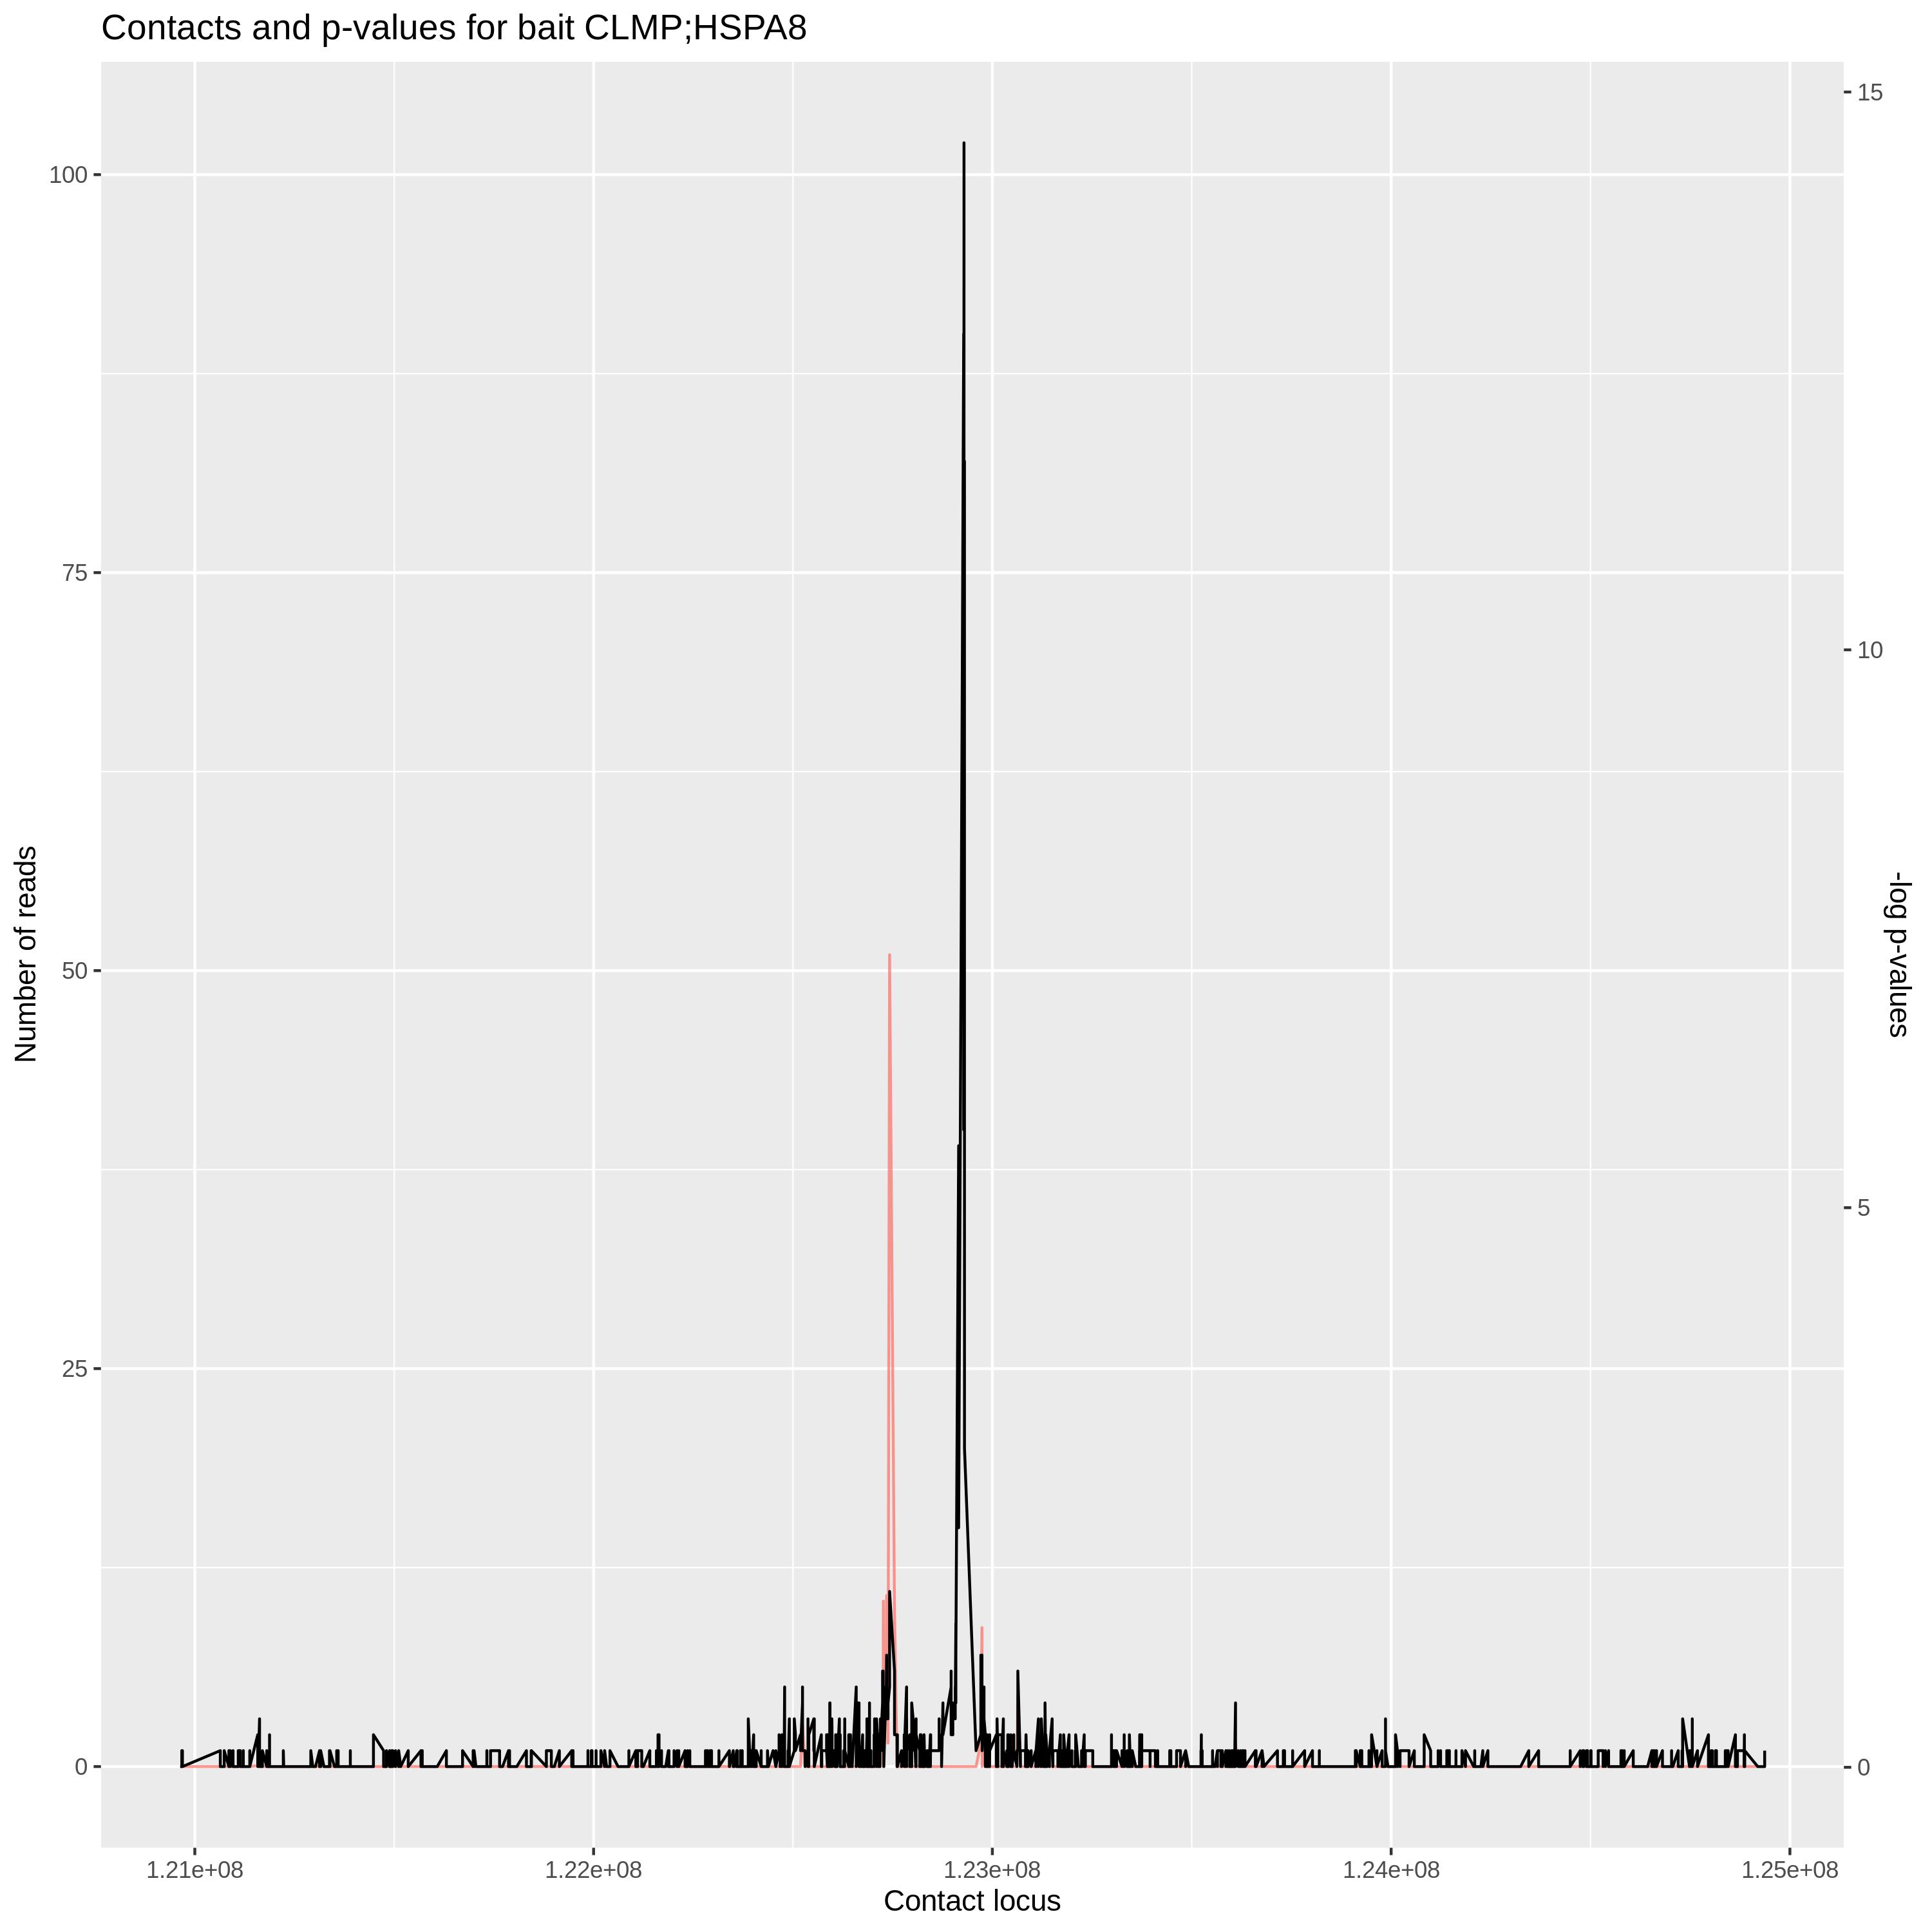 Contacts and p-values for bait CLMP;HSPA8
Number of reads
100
75
50
25
0
15
10
5
0
-log p-values
1.21e+08 1.22e+08 1.23e+08 1.24e+08 1.25e+08
Contact locus